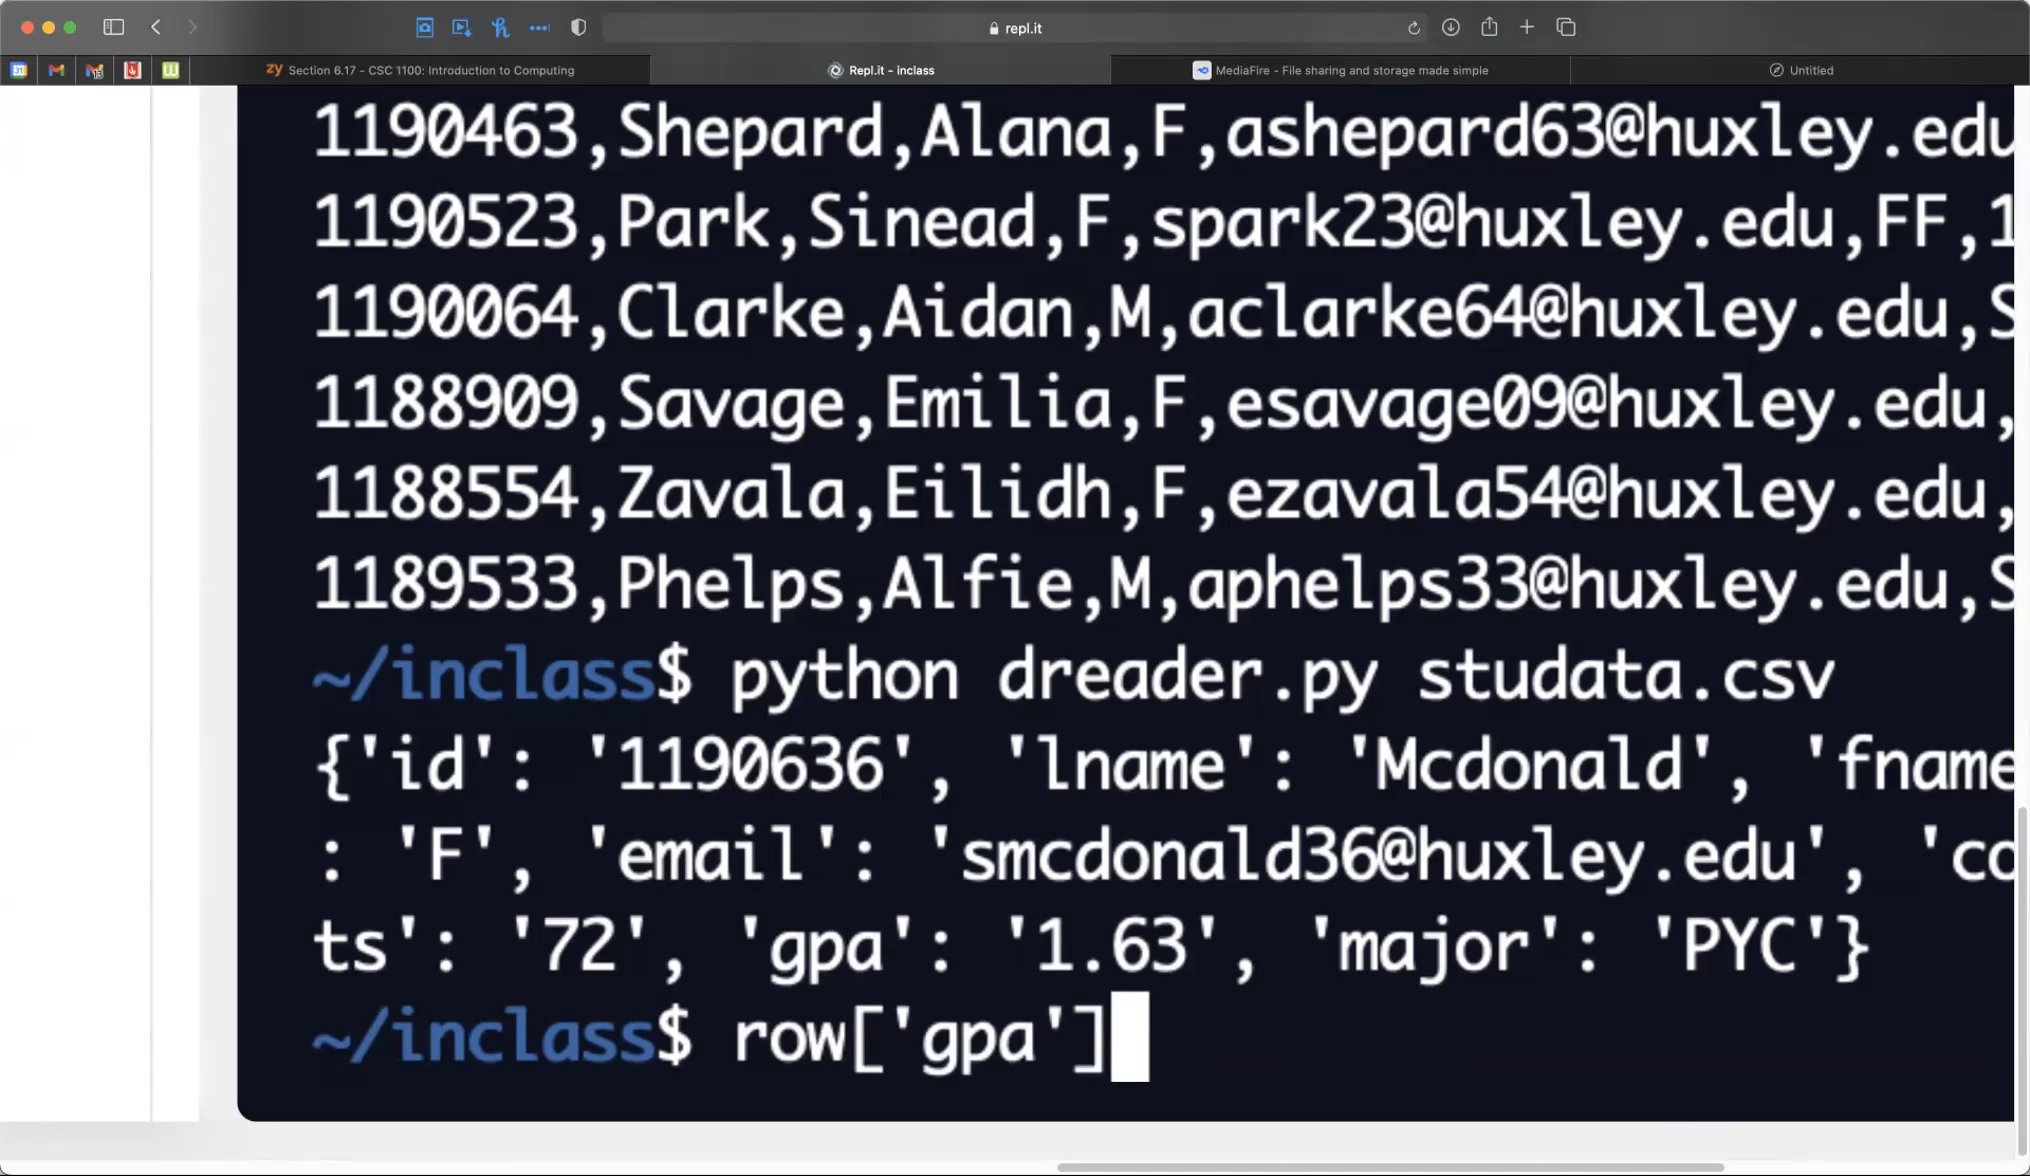 repl.it
Section 6.17 - CSC 1100: Introduction to Computing
Repl.it - inclass
MediaFire - File sharing and storage made simple
Untitled
1190463,Shepard,Alana,F,ashepard63@huxley.edu
1190523,Park,Sinead,F,spark23@huxley.edu,FF,1
1190064,Clarke,Aidan,M,aclarke64@huxley.edu,S
1188909,Savage,Emilia,F,esavage09@huxley.edu,
1188554,Zavala,Eilidh,F,ezavala54@huxley.edu,
1189533,Phelps,Alfie,M,aphelps33@huxley.edu,S
~/inclass$ python dreader.py studata.csv
{'id': '1190636', 'lname': 'Mcdonald', 'fname
: 'F', 'email': 'smcdonald36@huxley.edu', 'co
ts': '72', 'gpa': '1.63', 'major': 'PYC'}
~/inclass$ row['gpa']